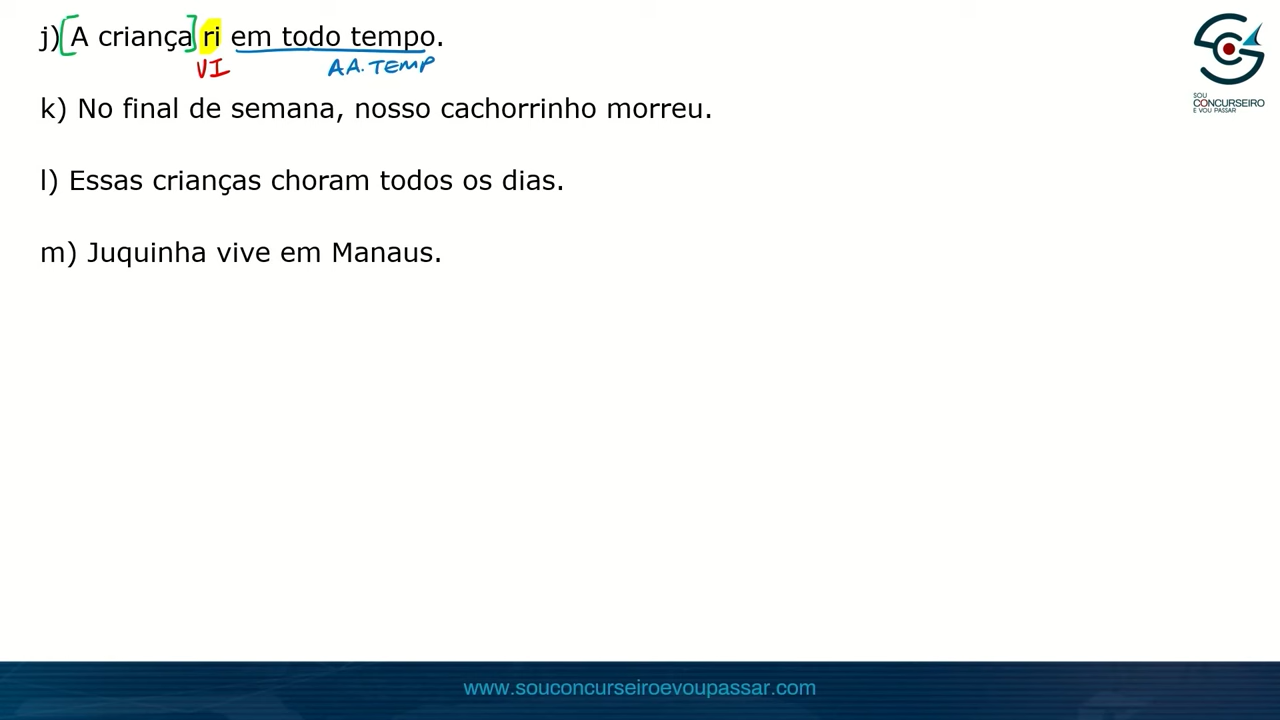 j) [A criança] ri em todo tempo.
VI AA.TEMP
k) No final de semana, nosso cachorrinho morreu.
l) Essas crianças choram todos os dias.
m) Juquinha vive em Manaus.
SOU
CONCURSEIRO
E VOU PASSAR
www.souconcurseiroevoupassar.com